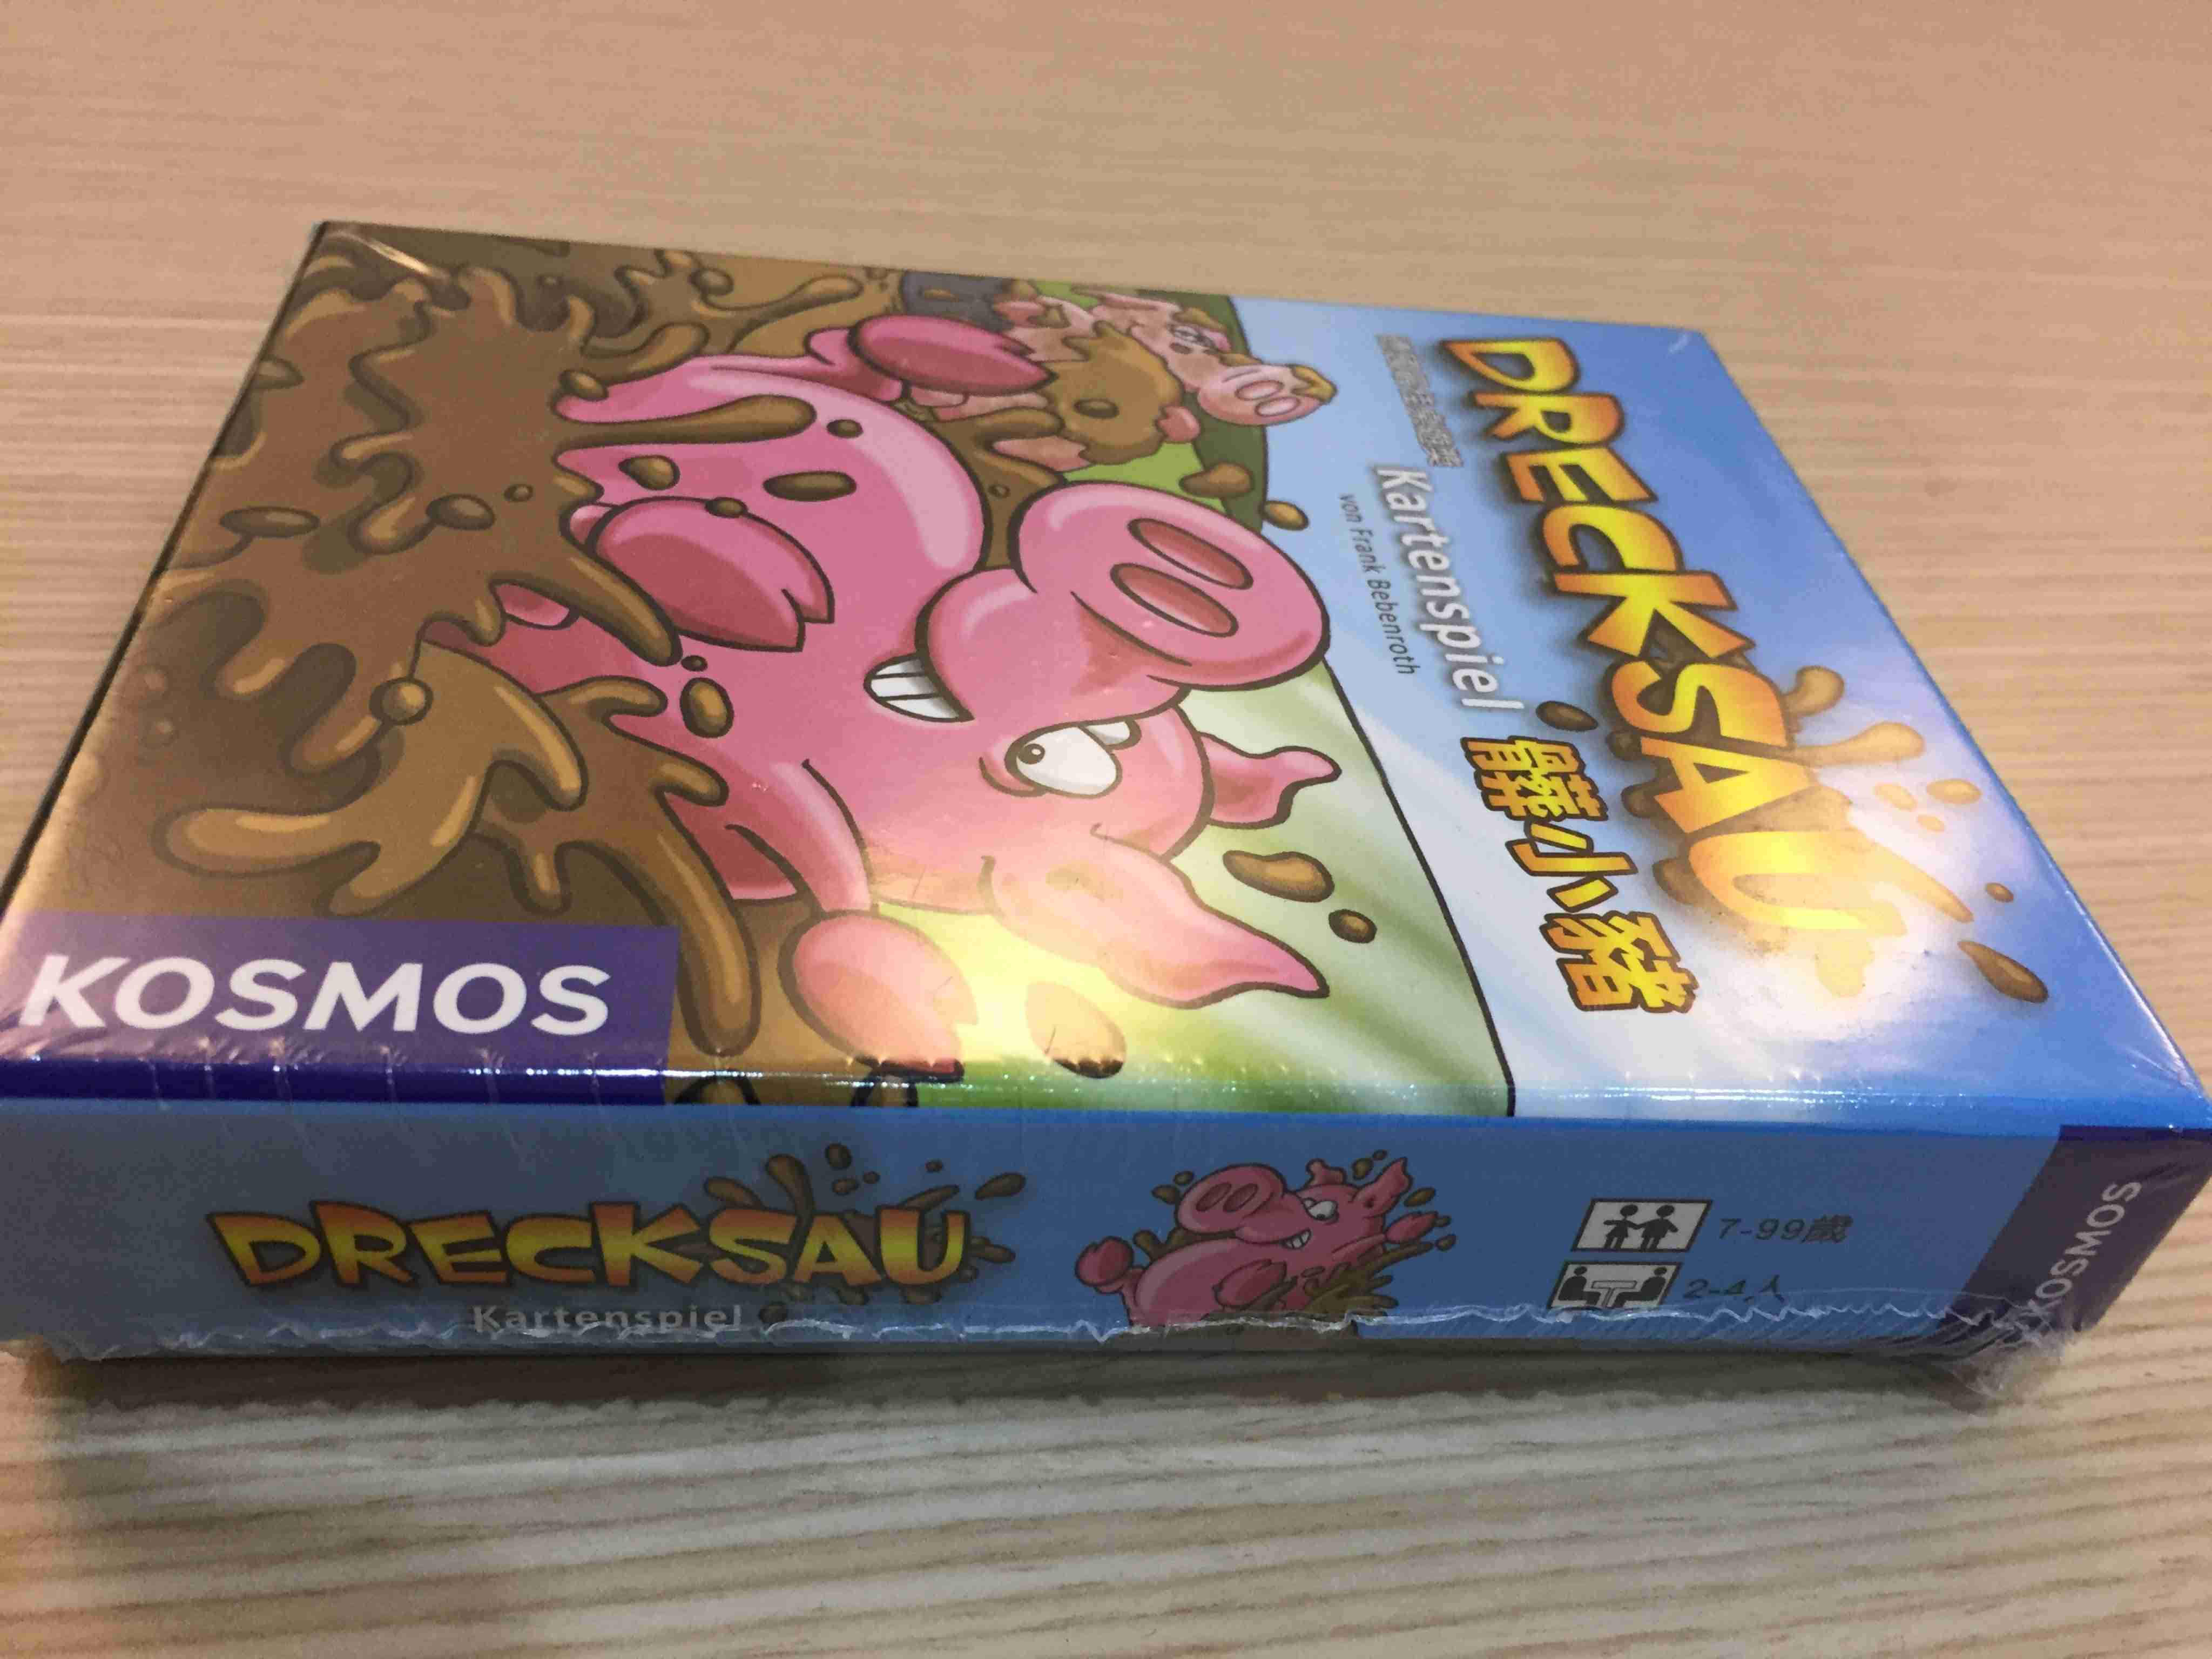 DRECKSAU
Kartenspiel
von Frank Bebenroth
髒小豬
KOSMOS
DRECKSAU
Kartenspiel
7-99歲
2-4人
KOSMOS